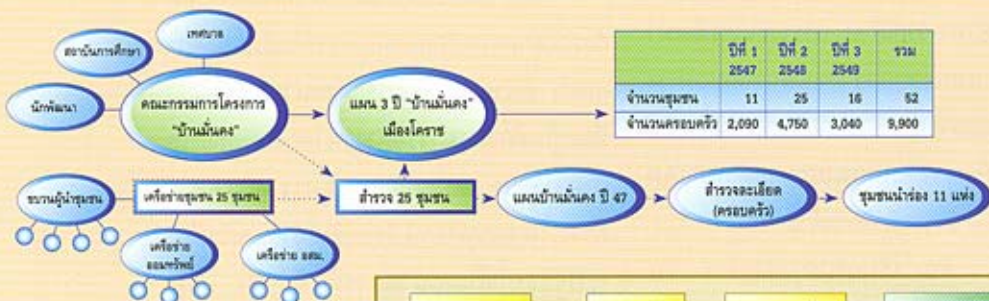 เทศบาล
สถาบันการศึกษา
นักพัฒนา
คณะกรรมการโครงการ
"บ้านมั่นคง"
แผน 3 ปี "บ้านมั่นคง"
เมืองโคราช
ปีที่ 1 ปีที่ 2 ปีที่ 3 รวม
2547 2548 2549
จำนวนชุมชน 11 25 16 52
จำนวนครอบครัว 2,090 4,750 3,040 9,900
ขบวนผู้นำชุมชน
เครือข่ายชุมชน 25 ชุมชน
สำรวจ 25 ชุมชน
แผนบ้านมั่นคง ปี 47
สำรวจละเอียด
(ครอบครัว)
ชุมชนนำร่อง 11 แห่ง
เครือข่าย
ออมทรัพย์
เครือข่าย อสม.